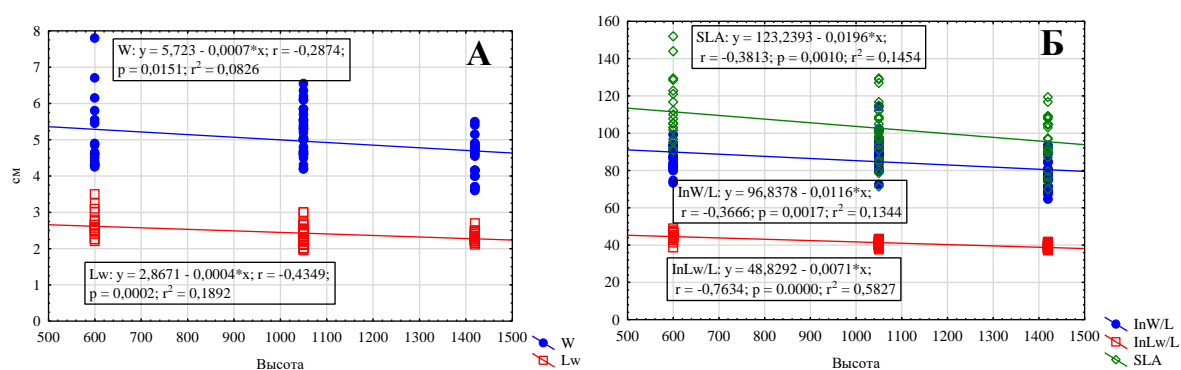 W: y = 5,723 - 0,0007*x; r = -0,2874;
p = 0,0151; r² = 0,0826
А
8
7
6
5
4
3
2
1
0
см
Lw: y = 2,8671 - 0,0004*x; r = -0,4349;
p = 0,0002; r² = 0,1892
500 600 700 800 900 1000 1100 1200 1300 1400 1500
Высота
W
Lw
SLA: y = 123,2393 - 0,0196*x;
r = -0,3813; p = 0,0010; r² = 0,1454
Б
160
140
120
100
80
60
40
20
0
InW/L: y = 96,8378 - 0,0116*x;
r = -0,3666; p = 0,0017; r² = 0,1344
InLw/L: y = 48,8292 - 0,0071*x;
r = -0,7634; p = 0.0000; r² = 0,5827
500 600 700 800 900 1000 1100 1200 1300 1400 1500
Высота
InW/L
InLw/L
SLA